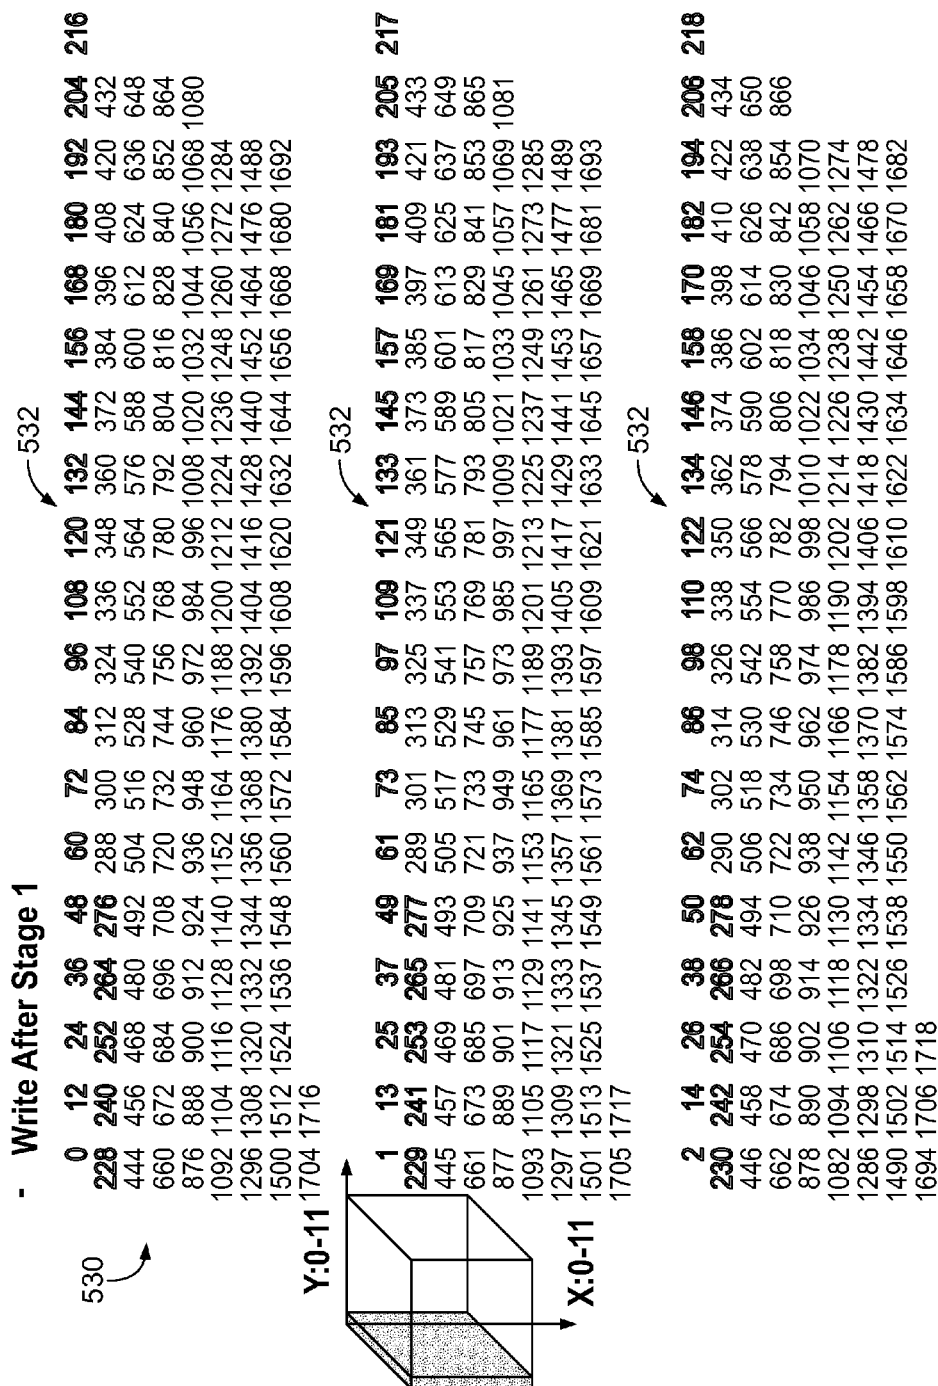 - Write After Stage 1
530
532
0 12 24 36 48 60 72 84 96 108 120 132 144 156 168 180 192 204 216
228 240 252 264 276 288 300 312 324 336 348 360 372 384 396 408 420 432
444 456 468 480 492 504 516 528 540 552 564 576 588 600 612 624 636 648
660 672 684 696 708 720 732 744 756 768 780 792 804 816 828 840 852 864
876 888 900 912 924 936 948 960 972 984 996 1008 1020 1032 1044 1056 1068 1080
1092 1104 1116 1128 1140 1152 1164 1176 1188 1200 1212 1224 1236 1248 1260 1272 1284
1296 1308 1320 1332 1344 1356 1368 1380 1392 1404 1416 1428 1440 1452 1464 1476 1488
1500 1512 1524 1536 1548 1560 1572 1584 1596 1608 1620 1632 1644 1656 1668 1680 1692
1704 1716
Y:0-11
X:0-11
532
1 13 25 37 49 61 73 85 97 109 121 133 145 157 169 181 193 205 217
229 241 253 265 277 289 301 313 325 337 349 361 373 385 397 409 421 433
445 457 469 481 493 505 517 529 541 553 565 577 589 601 613 625 637 649
661 673 685 697 709 721 733 745 757 769 781 793 805 817 829 841 853 865
877 889 901 913 925 937 949 961 973 985 997 1009 1021 1033 1045 1057 1069 1081
1093 1105 1117 1129 1141 1153 1165 1177 1189 1201 1213 1225 1237 1249 1261 1273 1285
1297 1309 1321 1333 1345 1357 1369 1381 1393 1405 1417 1429 1441 1453 1465 1477 1489
1501 1513 1525 1537 1549 1561 1573 1585 1597 1609 1621 1633 1645 1657 1669 1681 1693
1705 1717
532
2 14 26 38 50 62 74 86 98 110 122 134 146 158 170 182 194 206 218
230 242 254 266 278 290 302 314 326 338 350 362 374 386 398 410 422 434
446 458 470 482 494 506 518 530 542 554 566 578 590 602 614 626 638 650
662 674 686 698 710 722 734 746 758 770 782 794 806 818 830 842 854 866
878 890 902 914 926 938 950 962 974 986 998 1010 1022 1034 1046 1058 1070
1082 1094 1106 1118 1130 1142 1154 1166 1178 1190 1202 1214 1226 1238 1250 1262 1274
1286 1298 1310 1322 1334 1346 1358 1370 1382 1394 1406 1418 1430 1442 1454 1466 1478
1490 1502 1514 1526 1538 1550 1562 1574 1586 1598 1610 1622 1634 1646 1658 1670 1682
1694 1706 1718